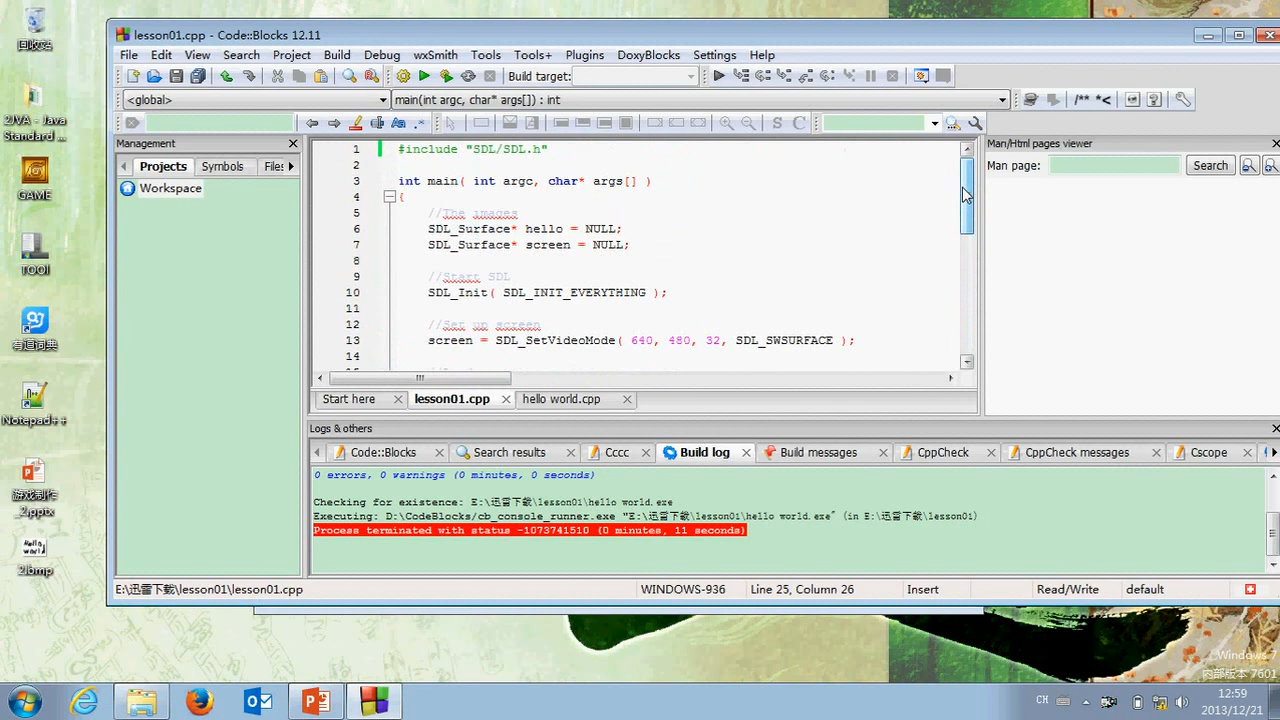 回收站
2JVA - Java
Standard ...
GAME
TOOl
有道词典
Notepad++
游戏制作
_2.pptx
Hello
world
2.bmp
lesson01.cpp - Code::Blocks 12.11
File Edit View Search Project Build Debug wxSmith Tools Tools+ Plugins DoxyBlocks Settings Help
Build target:
<global>
main(int argc, char* args[]) : int
/** *<
Management
Projects Symbols Files
Workspace
1 #include "SDL/SDL.h"
2
3 int main( int argc, char* args[] )
4 {
5 //The images
6 SDL_Surface* hello = NULL;
7 SDL_Surface* screen = NULL;
8
9 //Start SDL
10 SDL_Init( SDL_INIT_EVERYTHING );
11
12 //Set up screen
13 screen = SDL_SetVideoMode( 640, 480, 32, SDL_SWSURFACE );
14
Start here lesson01.cpp hello world.cpp
Man/Html pages viewer
Man page: Search
Logs & others
Code::Blocks Search results Cccc Build log Build messages CppCheck CppCheck messages Cscope
0 errors, 0 warnings (0 minutes, 0 seconds)
Checking for existence: E:\迅雷下载\lesson01\hello world.exe
Executing: D:\CodeBlocks/cb_console_runner.exe "E:\迅雷下载\lesson01\hello world.exe" (in E:\迅雷下载\lesson01)
Process terminated with status -1073741510 (0 minutes, 11 seconds)
E:\迅雷下载\lesson01\lesson01.cpp WINDOWS-936 Line 25, Column 26 Insert Read/Write default
Windows 7
内部版本 7601
CH
12:59
2013/12/21